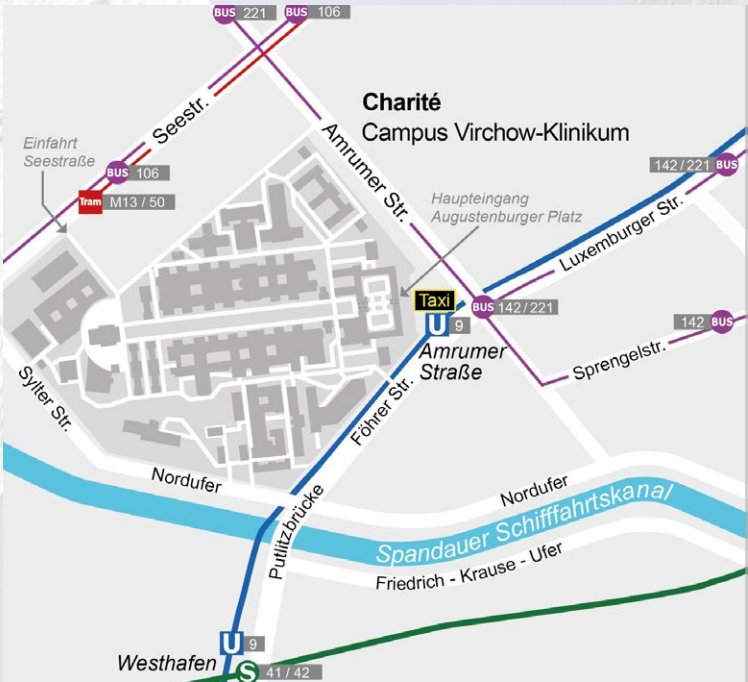 BUS 221
BUS 106
Seestr.
Charité
Campus Virchow-Klinikum
Einfahrt
Seestraße
Amrumer Str.
BUS 106
142 / 221 BUS
Tram M13 / 50
Haupteingang
Augustenburger Platz
Luxemburger Str.
Taxi
BUS 142 / 221
U 9
142 BUS
Amrumer
Straße
Sprengelstr.
Sylter Str.
Föhrer Str.
Nordufer
Nordufer
Putlitzbrücke
Spandauer Schifffahrtskanal
Friedrich - Krause - Ufer
U 9
Westhafen
S 41 / 42